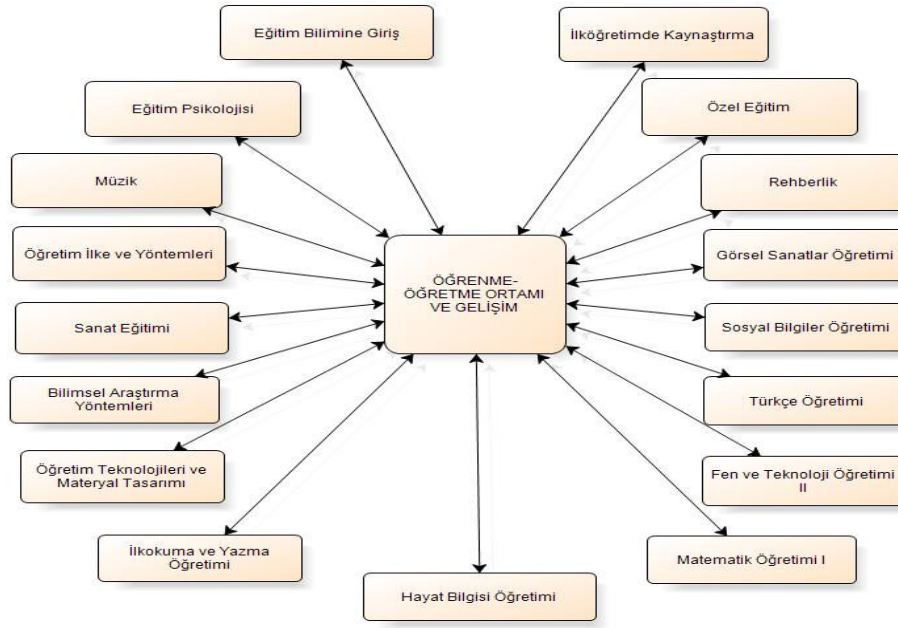 Eğitim Bilimine Giriş
İlköğretimde Kaynaştırma
Eğitim Psikolojisi
Özel Eğitim
Müzik
Rehberlik
Öğretim İlke ve Yöntemleri
ÖĞRENME-
ÖĞRETME ORTAMI
VE GELİŞİM
Görsel Sanatlar Öğretimi
Sanat Eğitimi
Sosyal Bilgiler Öğretimi
Bilimsel Araştırma
Yöntemleri
Türkçe Öğretimi
Öğretim Teknolojileri ve
Materyal Tasarımı
Fen ve Teknoloji Öğretimi
II
İlkokuma ve Yazma
Öğretimi
Matematik Öğretimi I
Hayat Bilgisi Öğretimi